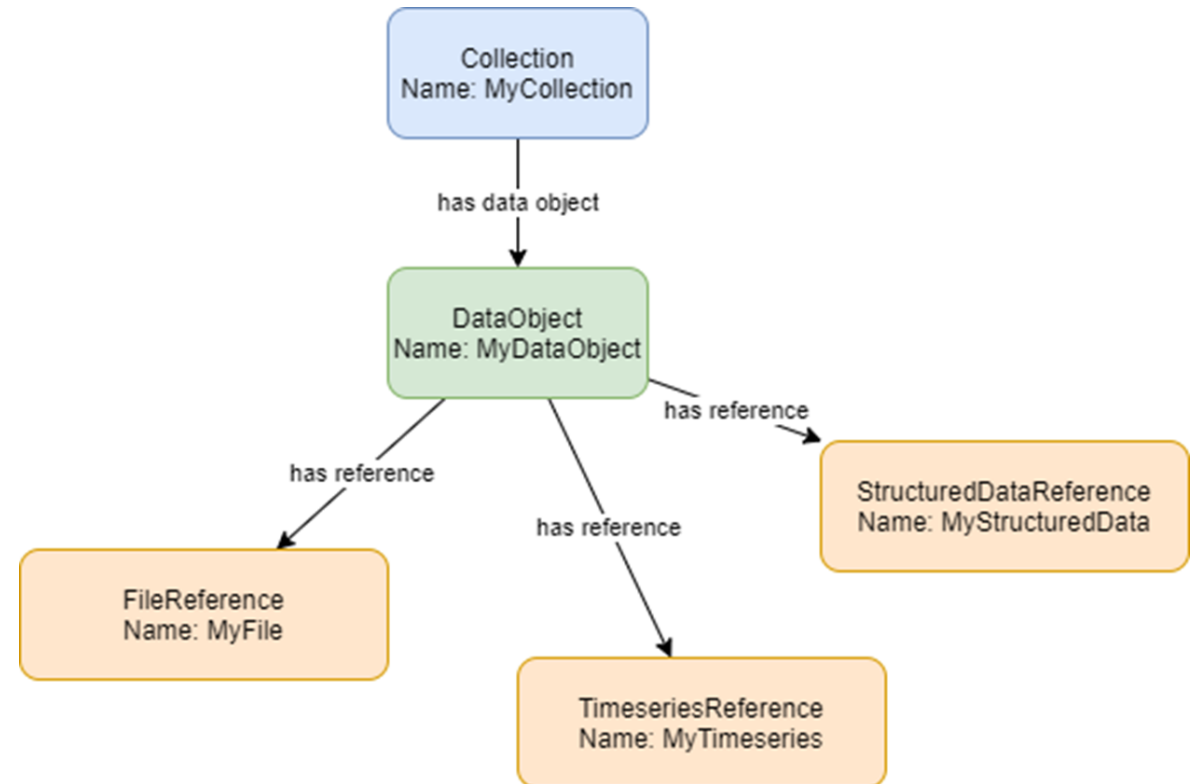 Collection
Name: MyCollection
has data object
DataObject
Name: MyDataObject
has reference
has reference
has reference
StructuredDataReference
Name: MyStructuredData
FileReference
Name: MyFile
TimeseriesReference
Name: MyTimeseries